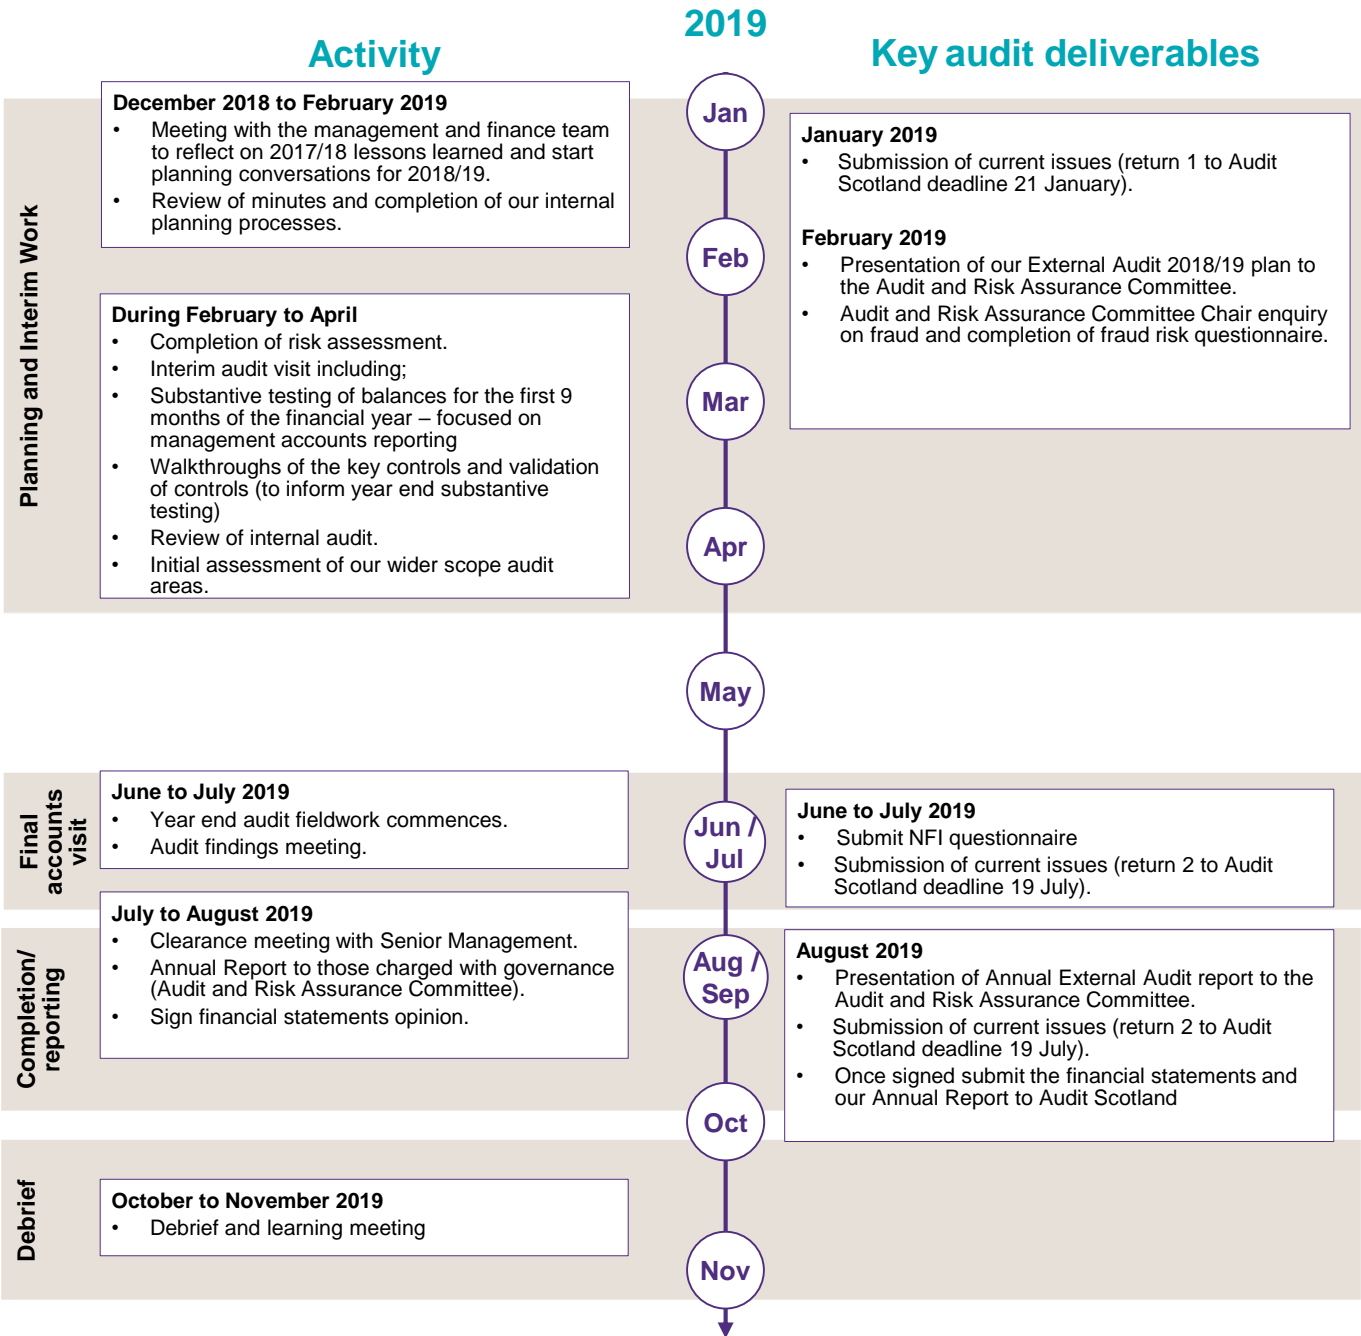 2019
Activity
Key audit deliverables
Planning and Interim Work
December 2018 to February 2019
• Meeting with the management and finance team
to reflect on 2017/18 lessons learned and start
planning conversations for 2018/19.
• Review of minutes and completion of our internal
planning processes.
During February to April
• Completion of risk assessment.
• Interim audit visit including;
• Substantive testing of balances for the first 9
months of the financial year – focused on
management accounts reporting
• Walkthroughs of the key controls and validation
of controls (to inform year end substantive
testing)
• Review of internal audit.
• Initial assessment of our wider scope audit
areas.
Jan
Feb
Mar
Apr
May
January 2019
• Submission of current issues (return 1 to Audit
Scotland deadline 21 January).
February 2019
• Presentation of our External Audit 2018/19 plan to
the Audit and Risk Assurance Committee.
• Audit and Risk Assurance Committee Chair enquiry
on fraud and completion of fraud risk questionnaire.
Final
accounts
visit
June to July 2019
• Year end audit fieldwork commences.
• Audit findings meeting.
Jun /
Jul
June to July 2019
• Submit NFI questionnaire
• Submission of current issues (return 2 to Audit
Scotland deadline 19 July).
Completion/
reporting
July to August 2019
• Clearance meeting with Senior Management.
• Annual Report to those charged with governance
(Audit and Risk Assurance Committee).
• Sign financial statements opinion.
Aug /
Sep
August 2019
• Presentation of Annual External Audit report to the
Audit and Risk Assurance Committee.
• Submission of current issues (return 2 to Audit
Scotland deadline 19 July).
• Once signed submit the financial statements and
our Annual Report to Audit Scotland
Oct
Debrief
October to November 2019
• Debrief and learning meeting
Nov